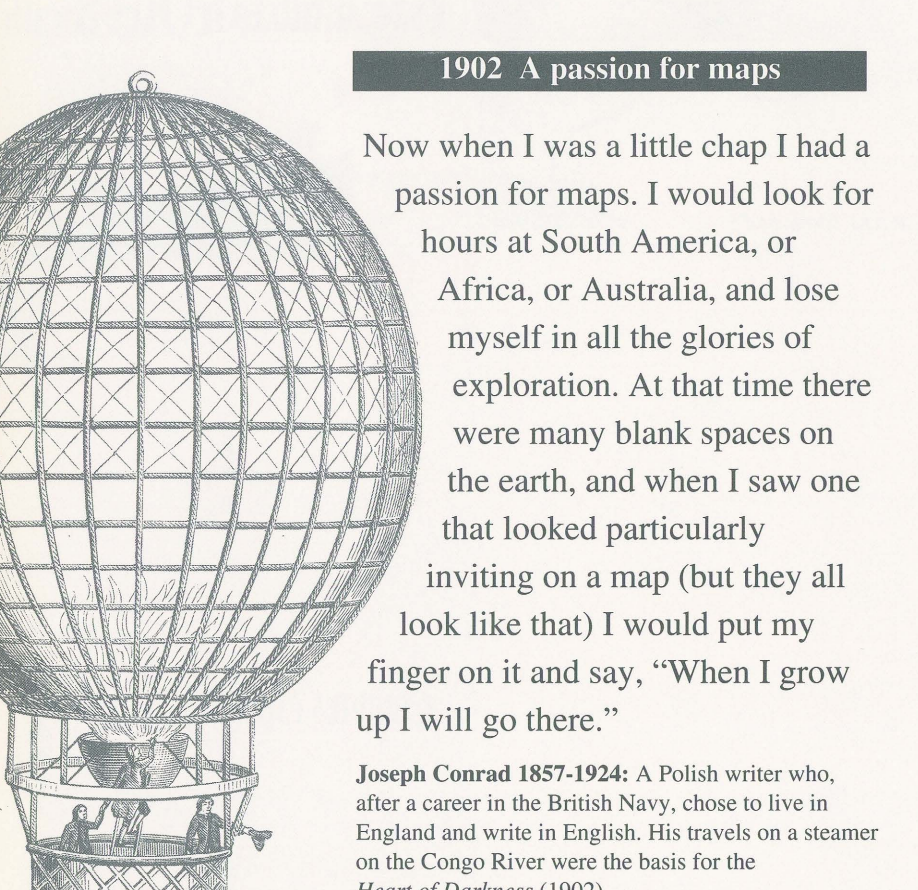 1902 A passion for maps
Now when I was a little chap I had a
passion for maps. I would look for
hours at South America, or
Africa, or Australia, and lose
myself in all the glories of
exploration. At that time there
were many blank spaces on
the earth, and when I saw one
that looked particularly
inviting on a map (but they all
look like that) I would put my
finger on it and say, “When I grow
up I will go there.”
Joseph Conrad 1857-1924: A Polish writer who,
after a career in the British Navy, chose to live in
England and write in English. His travels on a steamer
on the Congo River were the basis for the
Heart of Darkness (1902)